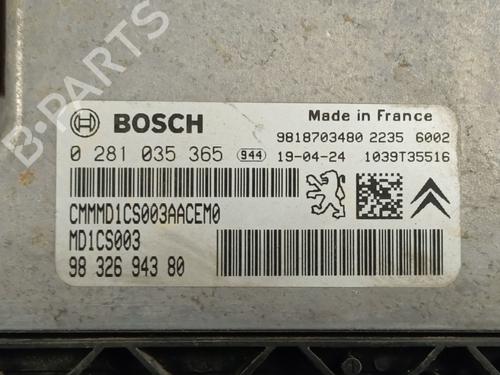 B-PARTS
BOSCH
Made in France
9818703480 2235 6002
0 281 035 365 944 19-04-24 1039T35516
CMMMD1CS003AACEM0
MD1CS003
98 326 943 80